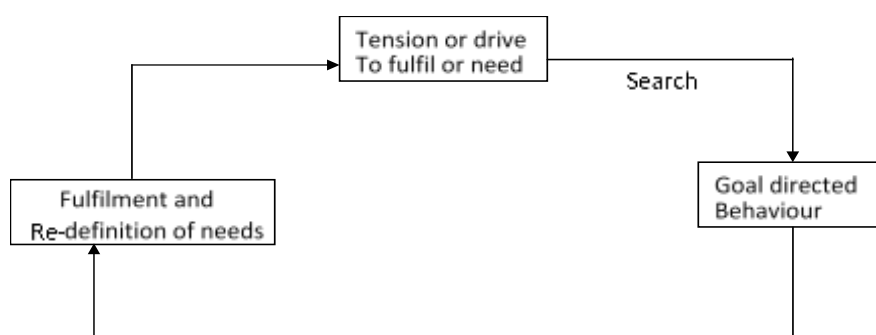 Tension or drive
To fulfil or need
Search
Goal directed
Behaviour
Fulfilment and
Re-definition of needs